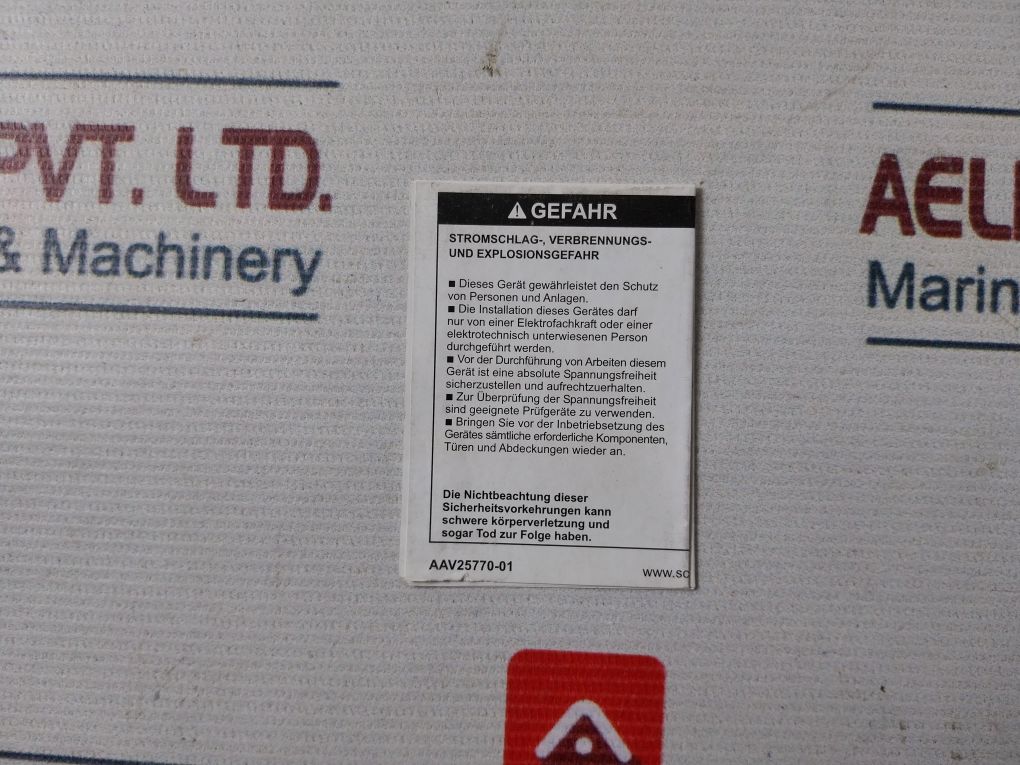 PVT. LTD.
& Machinery
GEFAHR
STROMSCHLAG-, VERBRENNUNGS-
UND EXPLOSIONSGEFAHR
■ Dieses Gerät gewährleistet den Schutz
von Personen und Anlagen.
■ Die Installation dieses Gerätes darf
nur von einer Elektrofachkraft oder einer
elektrotechnisch unterwiesenen Person
durchgeführt werden.
■ Vor der Durchführung von Arbeiten diesem
Gerät ist eine absolute Spannungsfreiheit
sicherzustellen und aufrechtzuerhalten.
■ Zur Überprüfung der Spannungsfreiheit
sind geeignete Prüfgeräte zu verwenden.
■ Bringen Sie vor der Inbetriebsetzung des
Gerätes sämtliche erforderliche Komponenten,
Türen und Abdeckungen wieder an.
Die Nichtbeachtung dieser
Sicherheitsvorkehrungen kann
schwere körperverletzung und
sogar Tod zur Folge haben.
AAV25770-01
www.sc
AEL
Marin